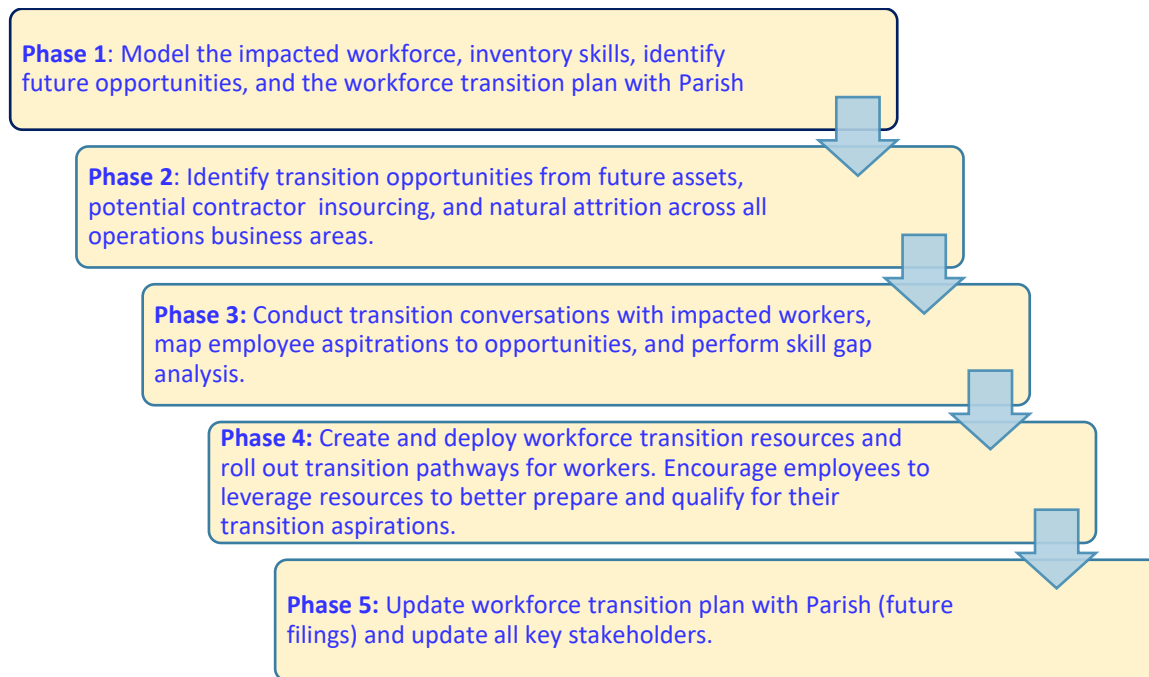 Phase 1: Model the impacted workforce, inventory skills, identify
future opportunities, and the workforce transition plan with Parish
Phase 2: Identify transition opportunities from future assets,
potential contractor  insourcing, and natural attrition across all
operations business areas.
Phase 3: Conduct transition conversations with impacted workers,
map employee aspitrations to opportunities, and perform skill gap
analysis.
Phase 4: Create and deploy workforce transition resources and
roll out transition pathways for workers. Encourage employees to
leverage resources to better prepare and qualify for their
transition aspirations.
Phase 5: Update workforce transition plan with Parish (future
filings) and update all key stakeholders.